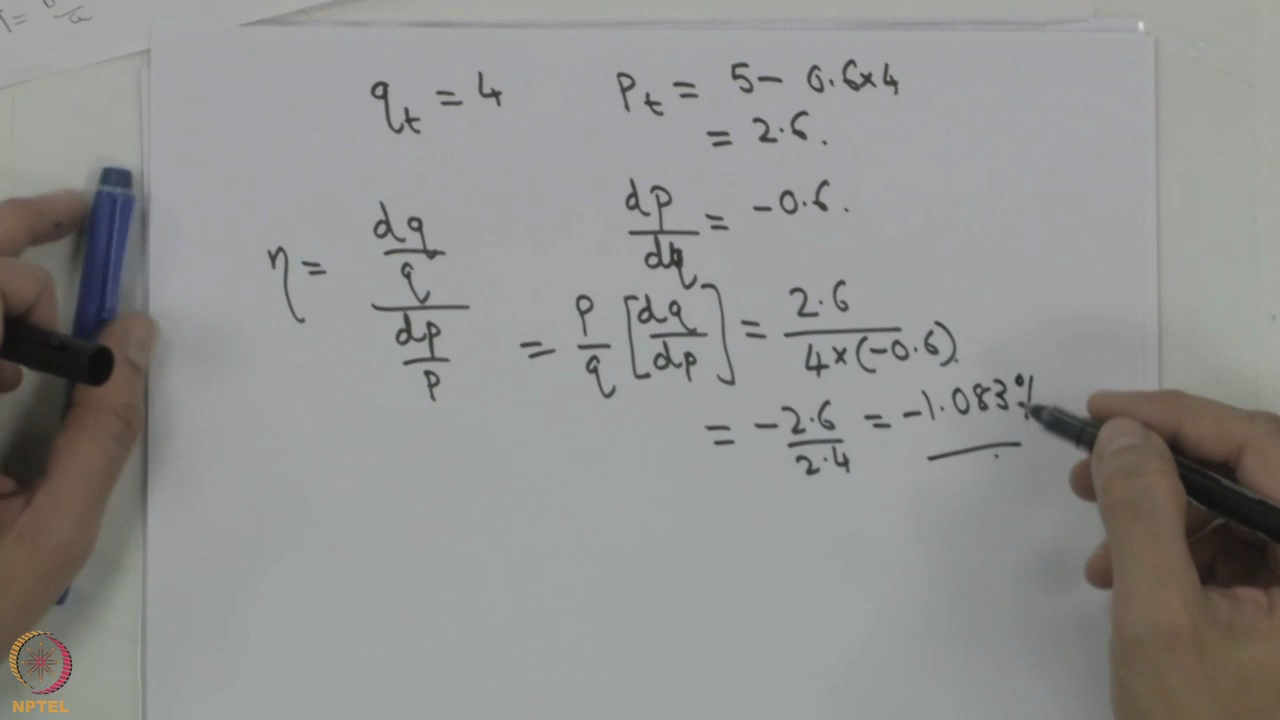 q_t = 4    P_t = 5 - 0.6×4
= 2.6.
η = (dq/q)/(dp/p)    dp/dq = -0.6.
= p/q [dq/dp] = 2.6/(4×(-0.6)).
= -2.6/2.4 = -1.083%
NPTEL